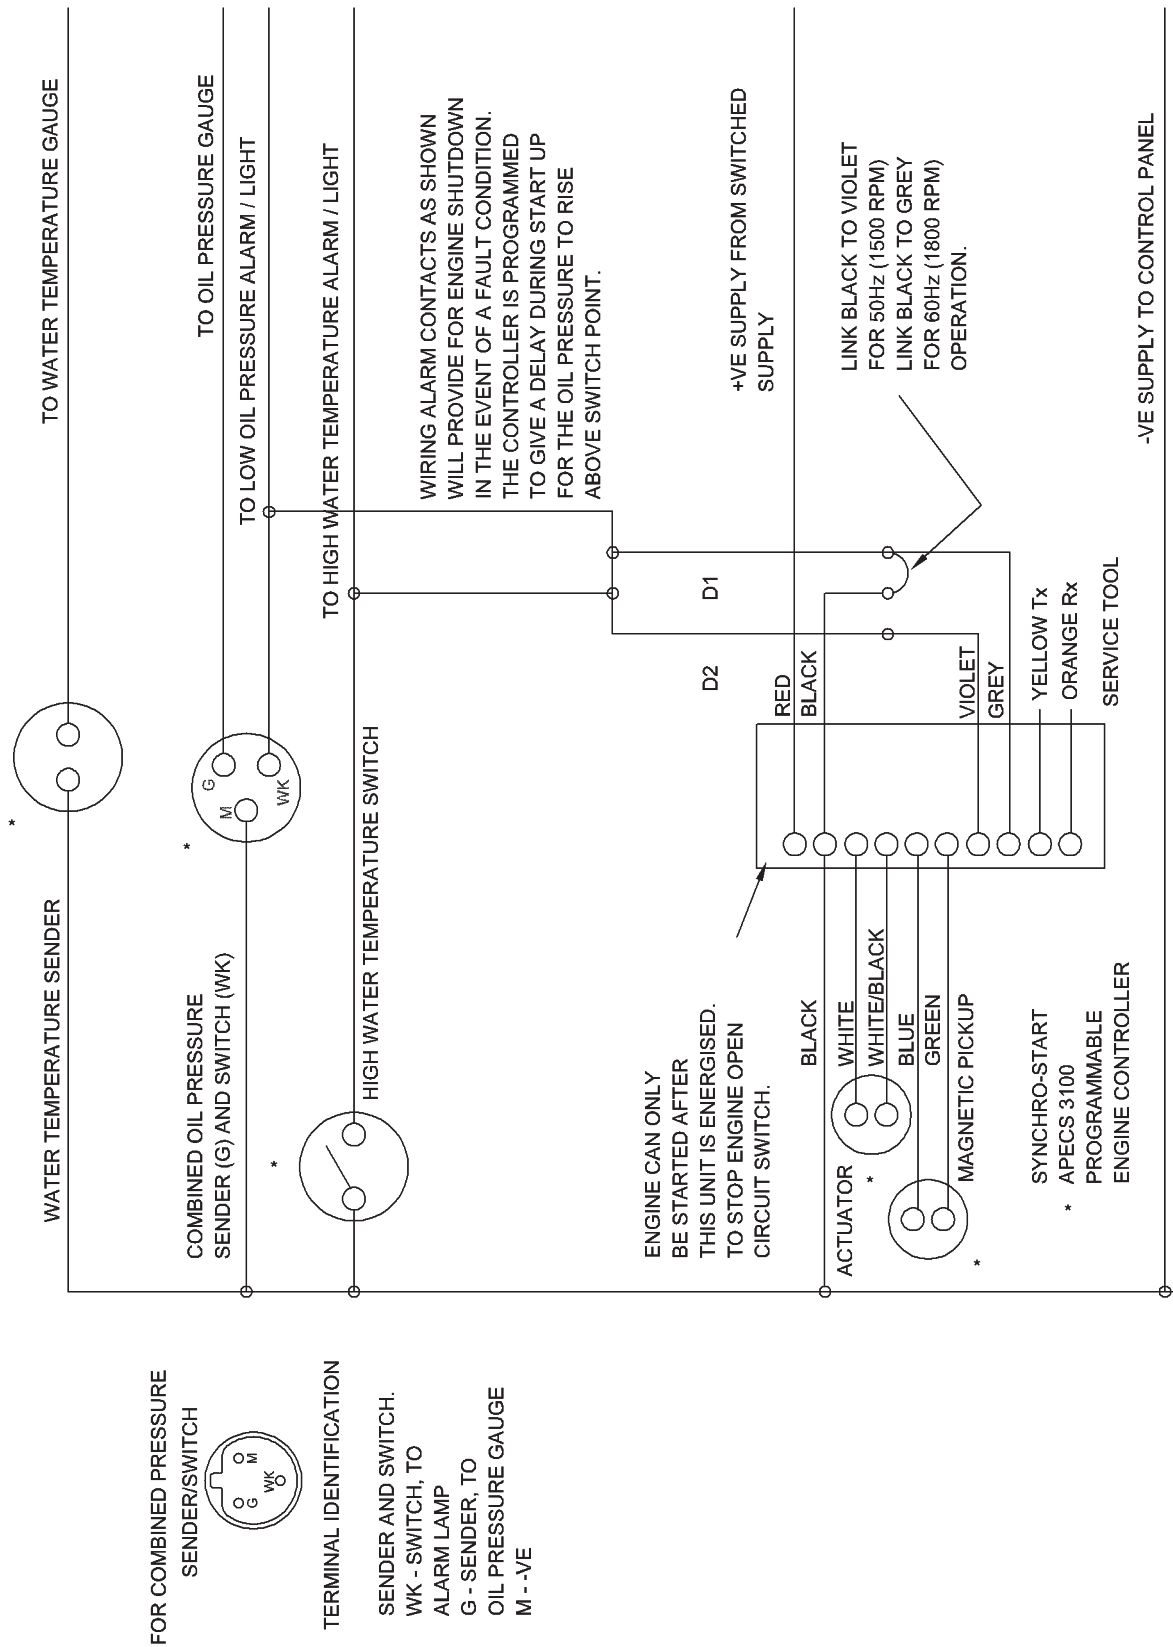 FOR COMBINED PRESSURE
SENDER/SWITCH
G
M
WK
TERMINAL IDENTIFICATION
SENDER AND SWITCH.
WK - SWITCH, TO
ALARM LAMP
G - SENDER, TO
OIL PRESSURE GAUGE
M - -VE
WATER TEMPERATURE SENDER
*
TO WATER TEMPERATURE GAUGE
COMBINED OIL PRESSURE
SENDER (G) AND SWITCH (WK)
*
M
G
WK
TO OIL PRESSURE GAUGE
TO LOW OIL PRESSURE ALARM / LIGHT
*
HIGH WATER TEMPERATURE SWITCH
TO HIGH WATER TEMPERATURE ALARM / LIGHT
WIRING ALARM CONTACTS AS SHOWN
WILL PROVIDE FOR ENGINE SHUTDOWN
IN THE EVENT OF A FAULT CONDITION.
THE CONTROLLER IS PROGRAMMED
TO GIVE A DELAY DURING START UP
FOR THE OIL PRESSURE TO RISE
ABOVE SWITCH POINT.
ENGINE CAN ONLY
BE STARTED AFTER
THIS UNIT IS ENERGISED.
TO STOP ENGINE OPEN
CIRCUIT SWITCH.
D2
D1
+VE SUPPLY FROM SWITCHED
SUPPLY
RED
BLACK
BLACK
WHITE
WHITE/BLACK
BLUE
GREEN
ACTUATOR
*
MAGNETIC PICKUP
*
VIOLET
GREY
YELLOW Tx
ORANGE Rx
SERVICE TOOL
LINK BLACK TO VIOLET
FOR 50Hz (1500 RPM)
LINK BLACK TO GREY
FOR 60Hz (1800 RPM)
OPERATION.
SYNCHRO-START
* APECS 3100
PROGRAMMABLE
ENGINE CONTROLLER
-VE SUPPLY TO CONTROL PANEL